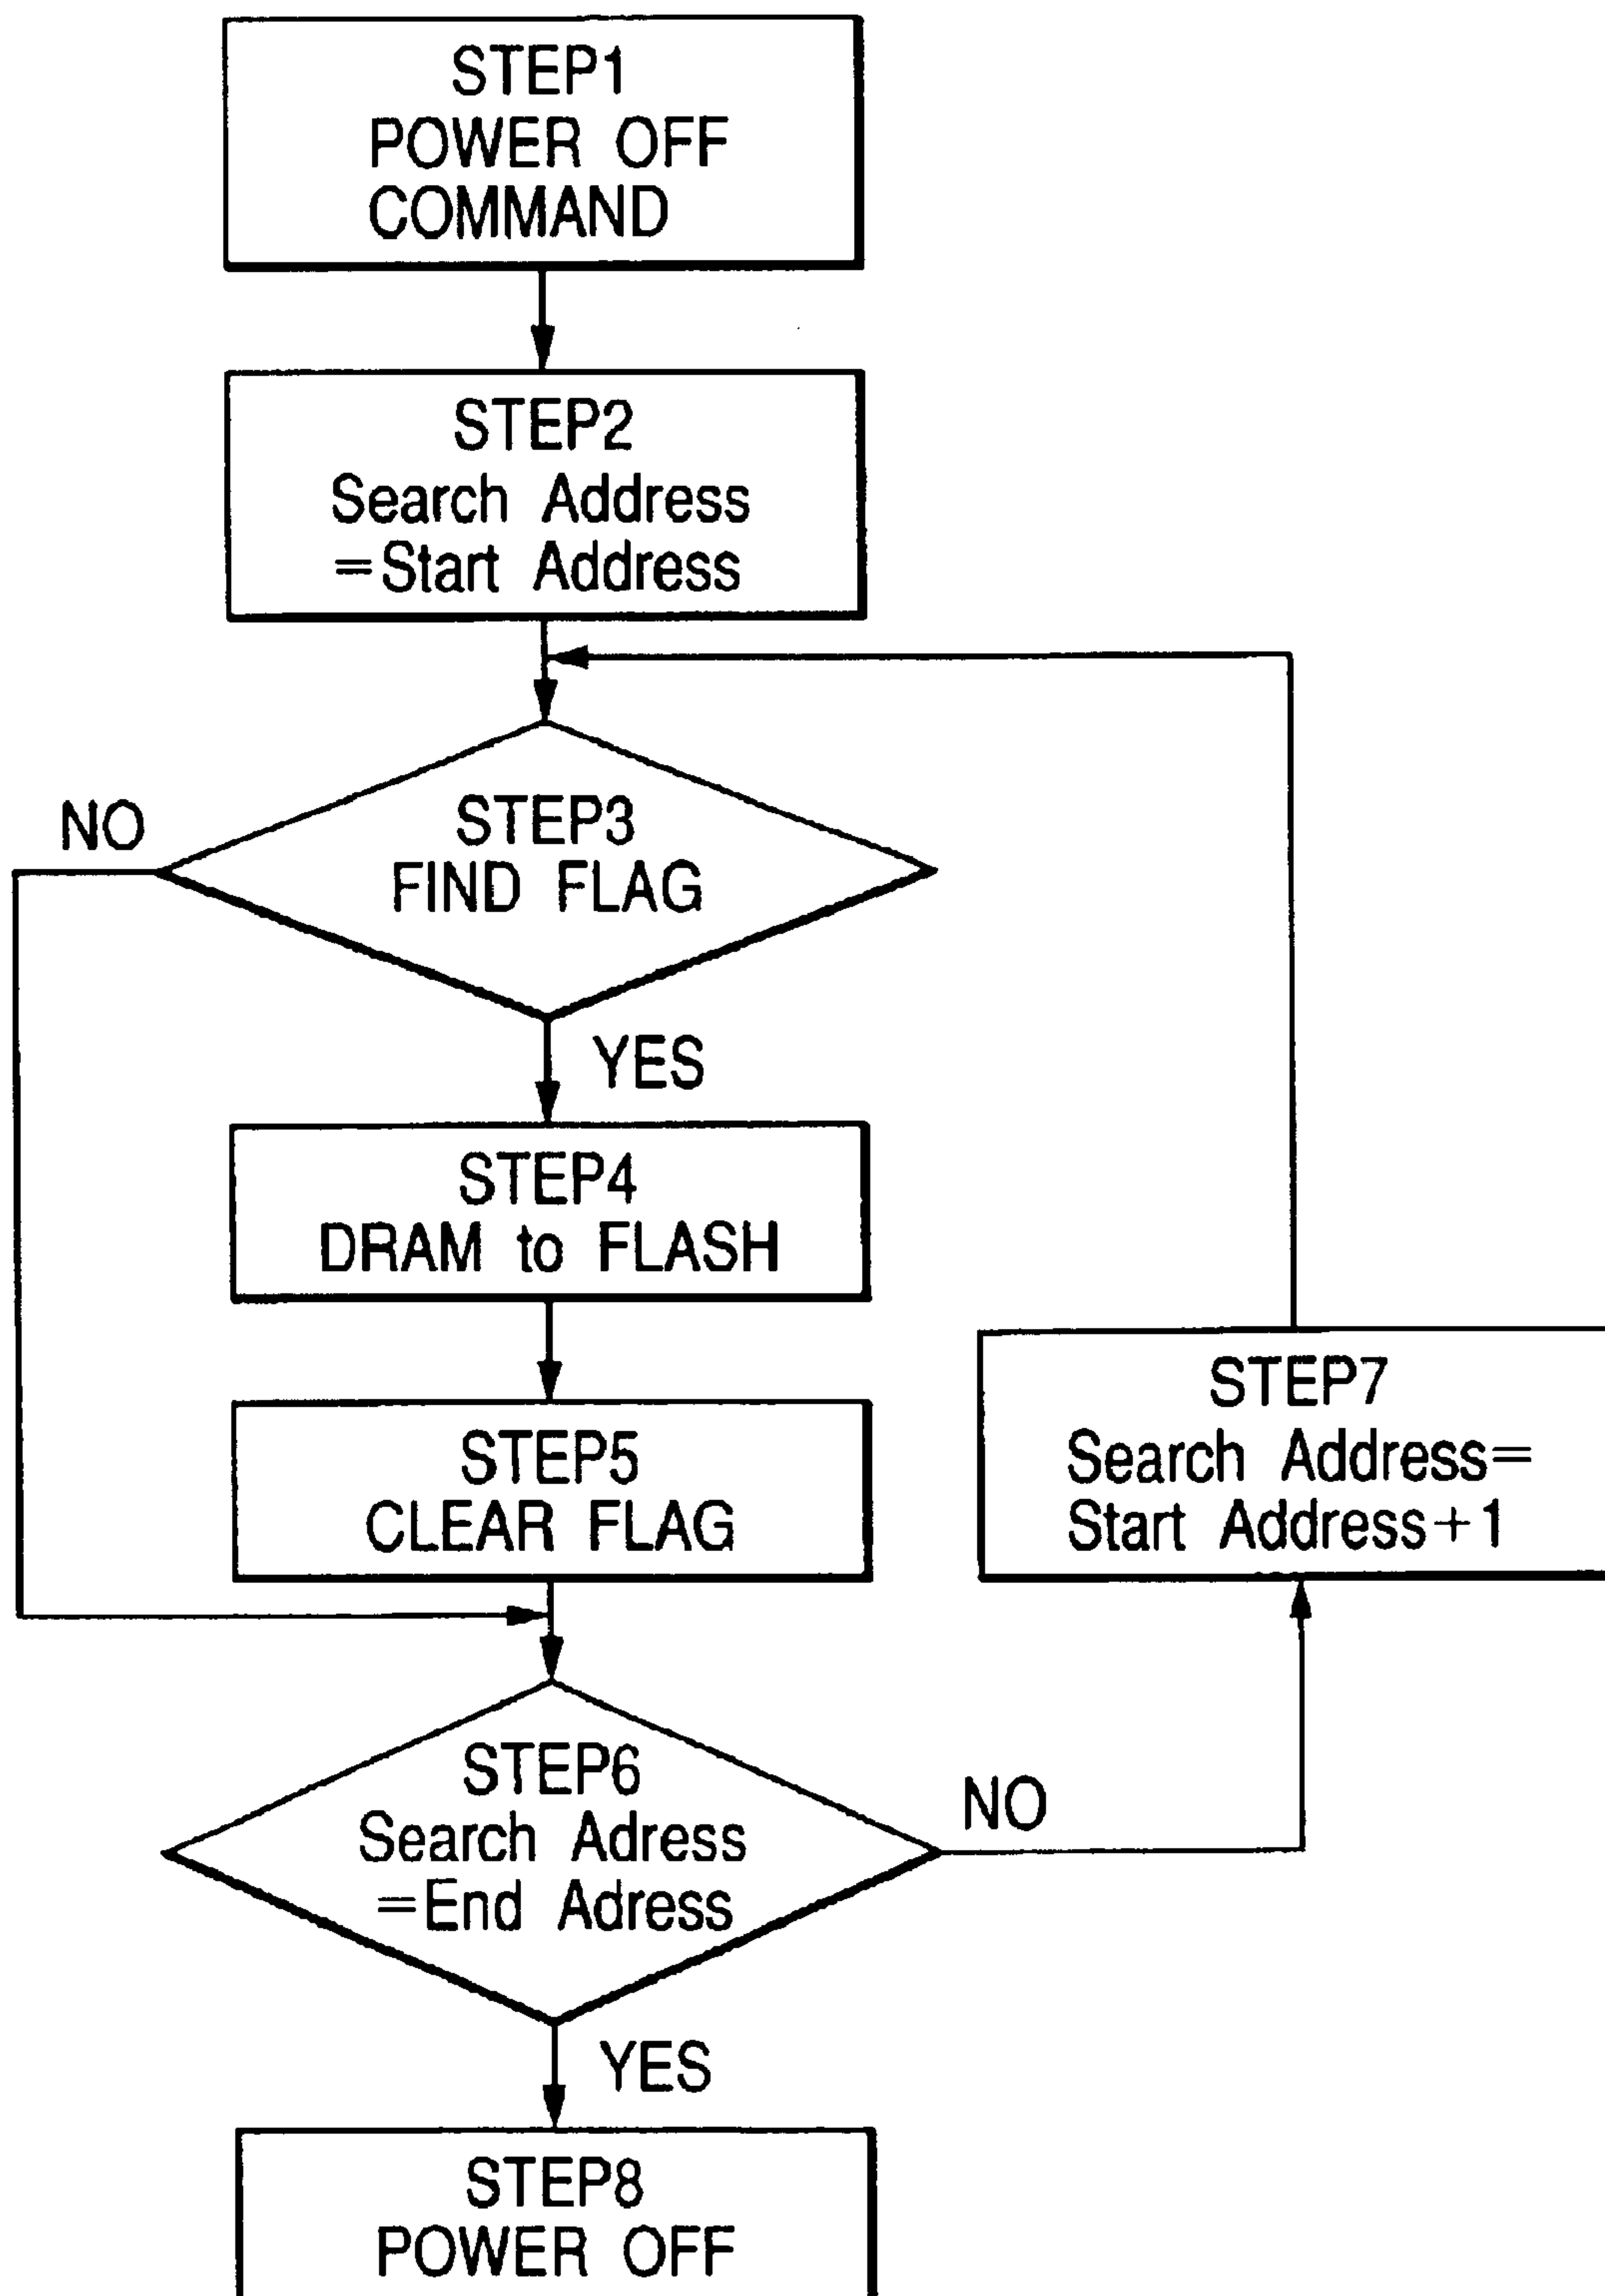 STEP1
POWER OFF
COMMAND
STEP2
Search Address
=Start Address
STEP3
FIND FLAG
NO
YES
STEP4
DRAM to FLASH
STEP5
CLEAR FLAG
STEP7
Search Address=
Start Address+1
STEP6
Search Adress
=End Adress
NO
YES
STEP8
POWER OFF